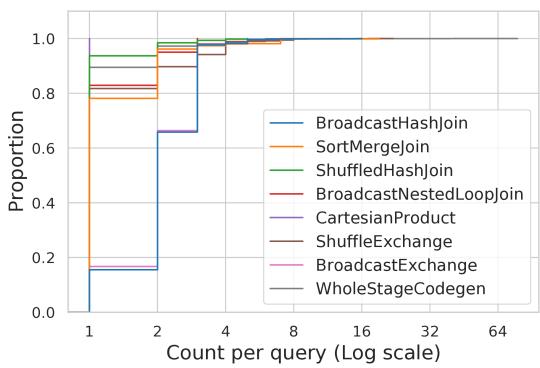 1.0
0.8
0.6
0.4
0.2
0.0
Proportion
BroadcastHashJoin
SortMergeJoin
ShuffledHashJoin
BroadcastNestedLoopJoin
CartesianProduct
ShuffleExchange
BroadcastExchange
WholeStageCodegen
1 2 4 8 16 32 64
Count per query (Log scale)